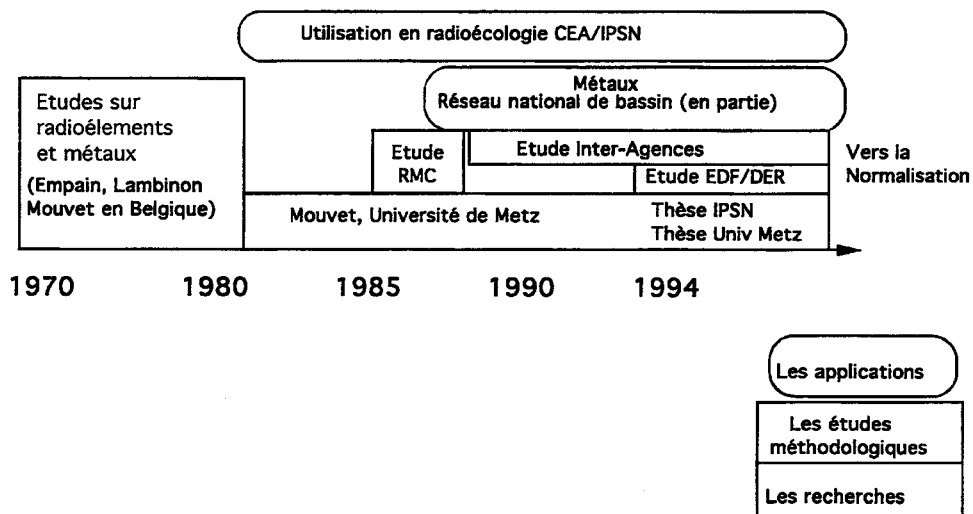 Utilisation en radioécologie CEA/IPSN
Métaux
Réseau national de bassin (en partie)
Etudes sur
radioélements
et métaux
(Empain, Lambinon
Mouvet en Belgique)
Etude
RMC
Etude Inter-Agences
Etude EDF/DER
Vers la
Normalisation
Mouvet, Université de Metz
Thèse IPSN
Thèse Univ Metz
1970 1980 1985 1990 1994
Les applications
Les études
méthodologiques
Les recherches